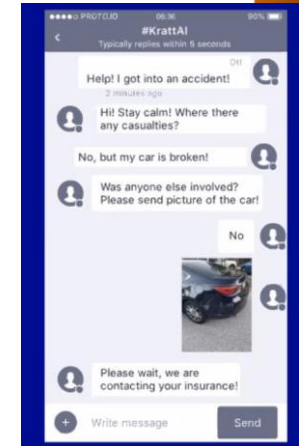 PROTO.IO 06:36 90%
#KrattAI
Typically replies within 5 seconds
Help! I got into an accident!
2 minutes ago
Hi! Stay calm! Where there
any casualties?
No, but my car is broken!
Was anyone else involved?
Please send picture of the car!
No
Please wait, we are
contacting your insurance!
Write message Send